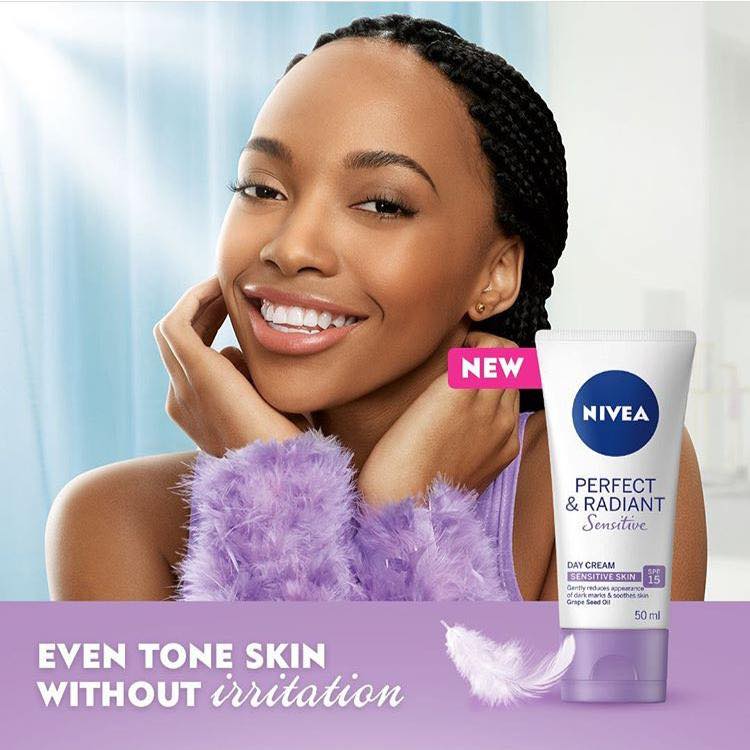 NEW
NIVEA
PERFECT
& RADIANT
Sensitive
DAY CREAM
SENSITIVE SKIN
SPF
15
Gently reduces appearance
of dark marks & soothes skin
Grape Seed Oil
50 ml
EVEN TONE SKIN
WITHOUT irritation